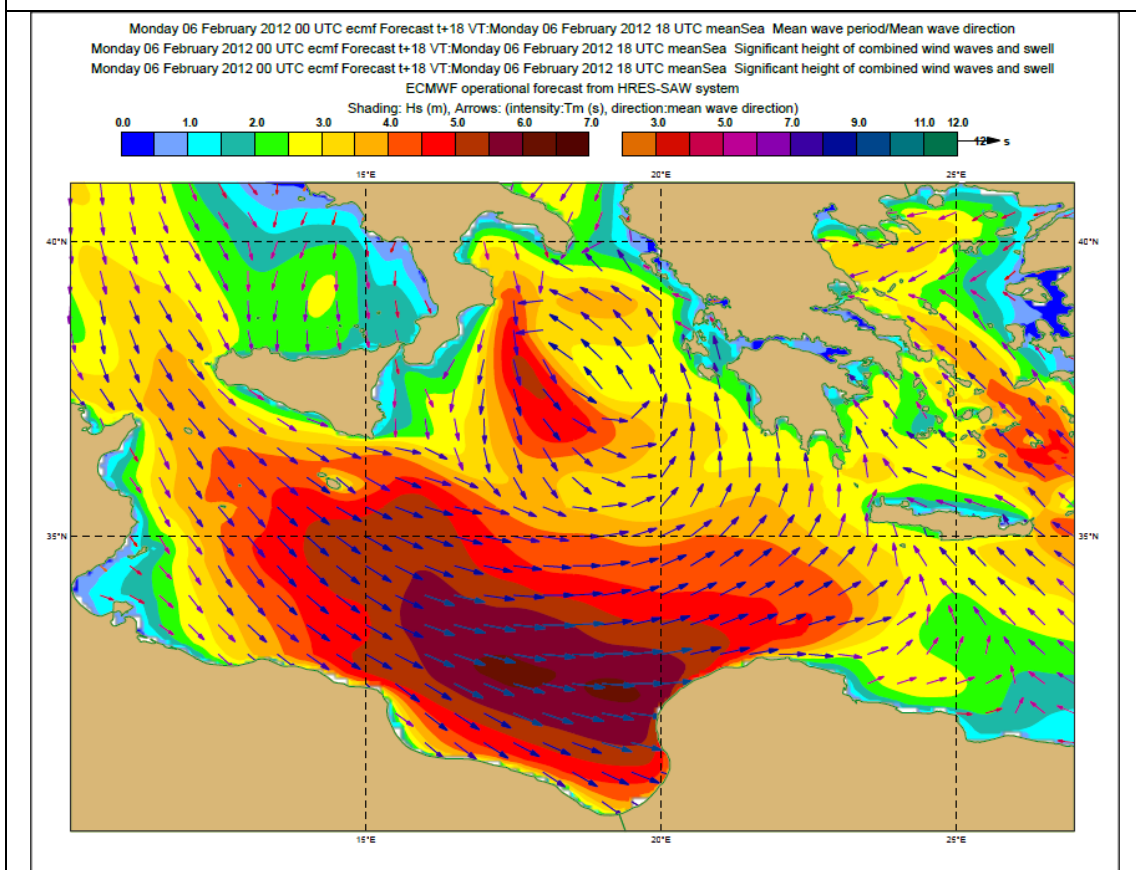 Monday 06 February 2012 00 UTC ecmf Forecast t+18 VT:Monday 06 February 2012 18 UTC meanSea Mean wave period/Mean wave direction
Monday 06 February 2012 00 UTC ecmf Forecast t+18 VT:Monday 06 February 2012 18 UTC meanSea Significant height of combined wind waves and swell
Monday 06 February 2012 00 UTC ecmf Forecast t+18 VT:Monday 06 February 2012 18 UTC meanSea Significant height of combined wind waves and swell
ECMWF operational forecast from HRES-SAW system
Shading: Hs (m), Arrows: (intensity:Tm (s), direction:mean wave direction)
0.0 1.0 2.0 3.0 4.0 5.0 6.0 7.0 3.0 5.0 7.0 9.0 11.0 12.0
12 s
15°E 20°E 25°E
40°N 40°N
35°N 35°N
15°E 20°E 25°E